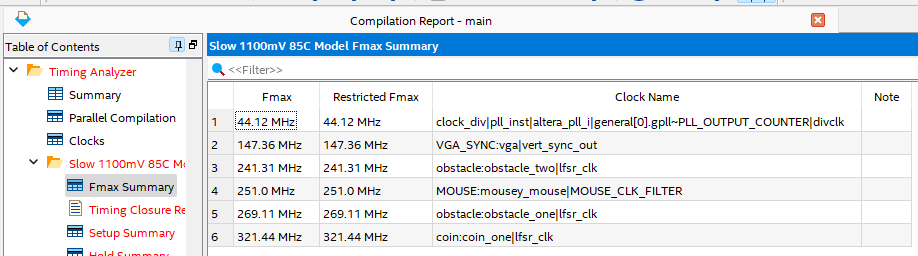 Compilation Report - main
Table of Contents
Timing Analyzer
Summary
Parallel Compilation
Clocks
Slow 1100mV 85C Mo
Fmax Summary
Timing Closure Re
Setup Summary
Slow 1100mV 85C Model Fmax Summary
<<Filter>>
Fmax Restricted Fmax Clock Name Note
1 44.12 MHz 44.12 MHz clock_div|pll_inst|altera_pll_i|general[0].gpll~PLL_OUTPUT_COUNTER|divclk
2 147.36 MHz 147.36 MHz VGA_SYNC:vga|vert_sync_out
3 241.31 MHz 241.31 MHz obstacle:obstacle_two|lfsr_clk
4 251.0 MHz 251.0 MHz MOUSE:mousey_mouse|MOUSE_CLK_FILTER
5 269.11 MHz 269.11 MHz obstacle:obstacle_one|lfsr_clk
6 321.44 MHz 321.44 MHz coin:coin_one|lfsr_clk